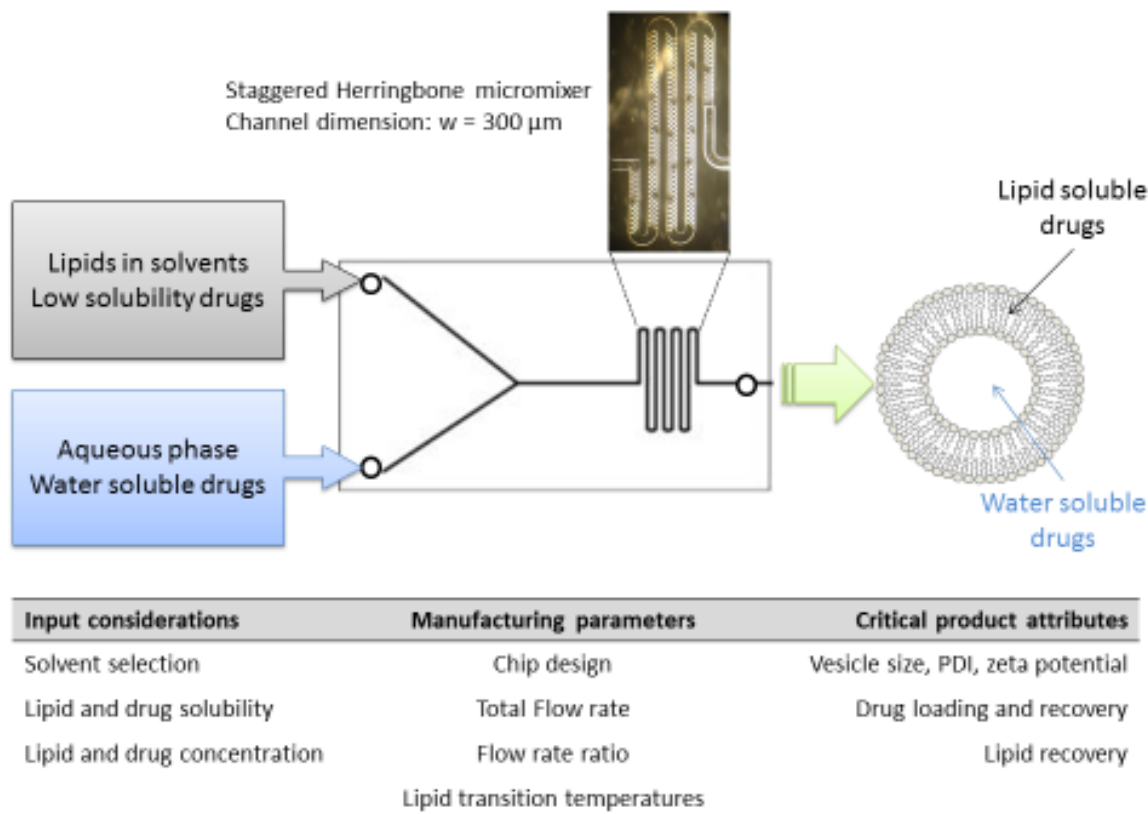 Staggered Herringbone micromixer
Channel dimension: w = 300 µm
Lipid soluble
drugs
Lipids in solvents
Low solubility drugs
Aqueous phase
Water soluble drugs
Water soluble
drugs
Input considerations Manufacturing parameters Critical product attributes
Solvent selection Chip design Vesicle size, PDI, zeta potential
Lipid and drug solubility Total Flow rate Drug loading and recovery
Lipid and drug concentration Flow rate ratio Lipid recovery
Lipid transition temperatures